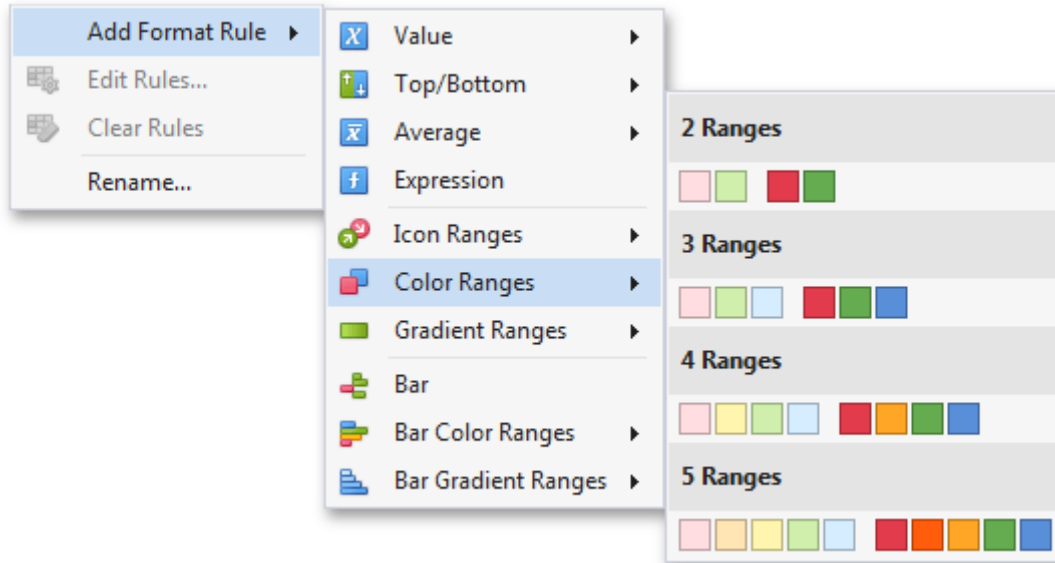 Add Format Rule
Edit Rules...
Clear Rules
Rename...
Value
Top/Bottom
Average
Expression
Icon Ranges
Color Ranges
Gradient Ranges
Bar
Bar Color Ranges
Bar Gradient Ranges
2 Ranges
3 Ranges
4 Ranges
5 Ranges